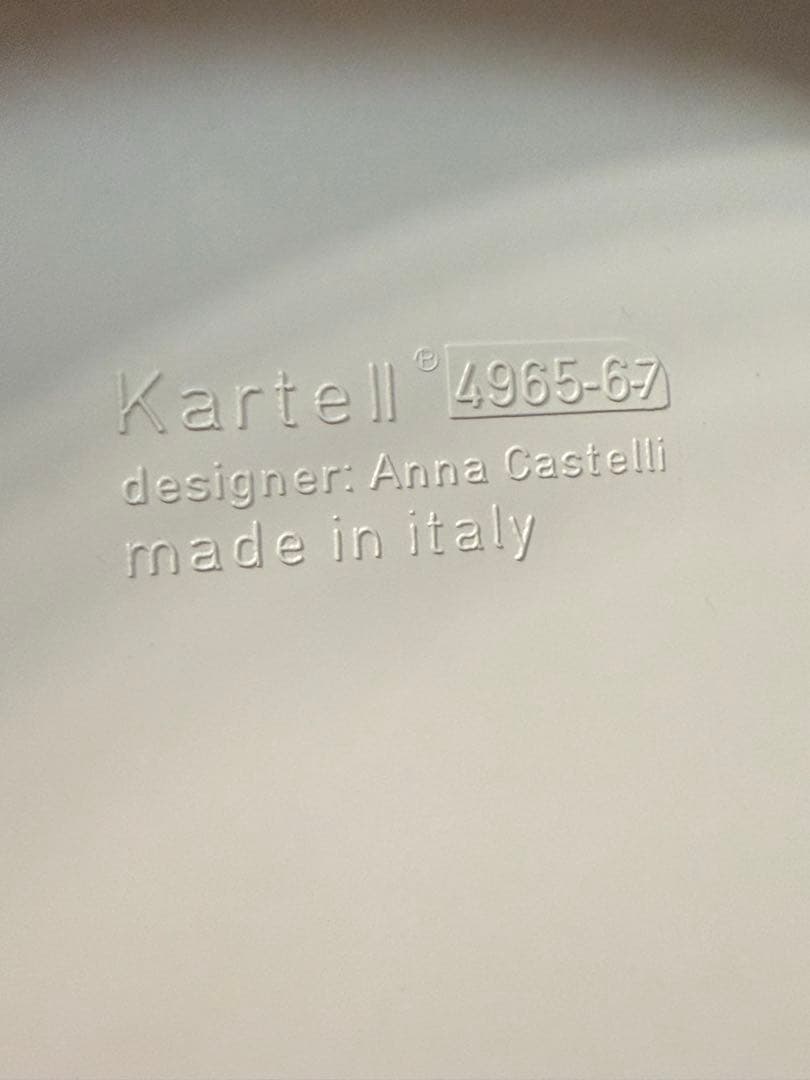 Kartell® 4965-67
designer: Anna Castelli
made in italy